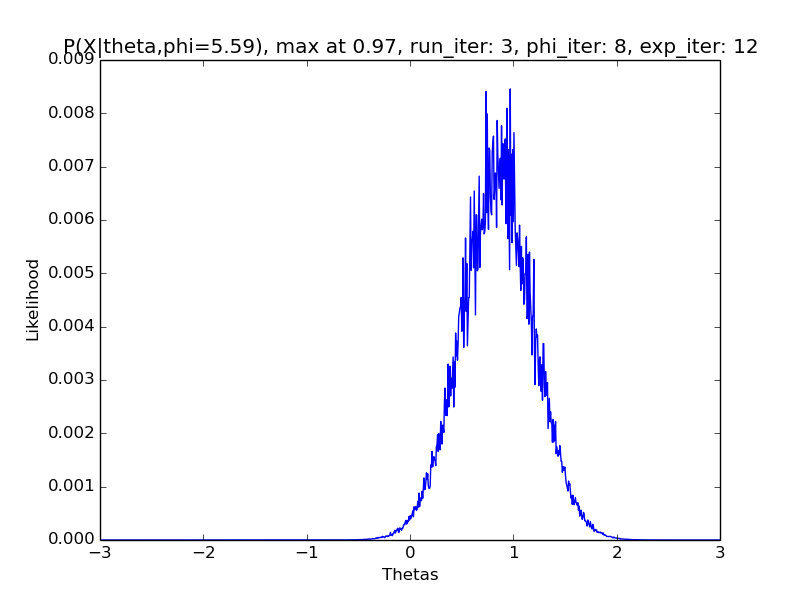 P(X|theta,phi=5.59), max at 0.97, run_iter: 3, phi_iter: 8, exp_iter: 12
0.009
0.008
0.007
0.006
0.005
0.004
0.003
0.002
0.001
0.000
Likelihood
−3 −2 −1 0 1 2 3
Thetas